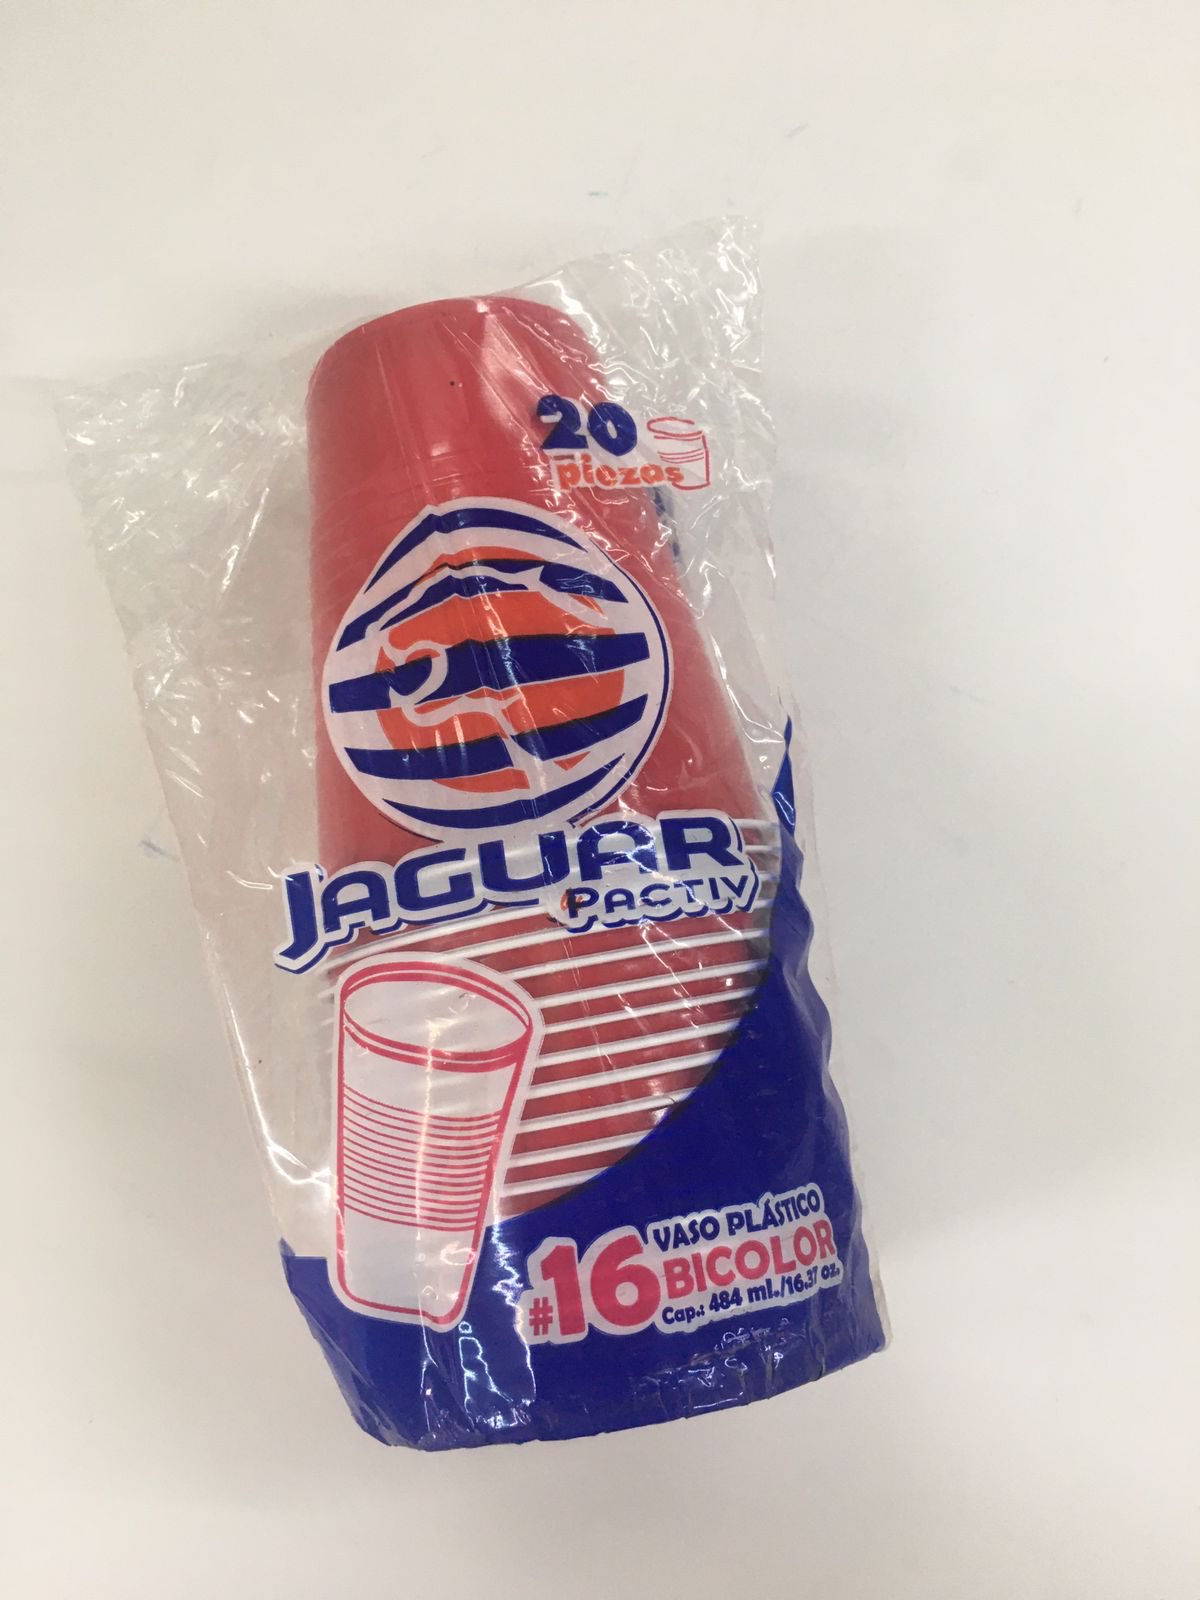 20
piezas
JAGUAR
PACTIV
#16
VASO PLÁSTICO
BICOLOR
Cap.: 484 ml./16.37 oz.